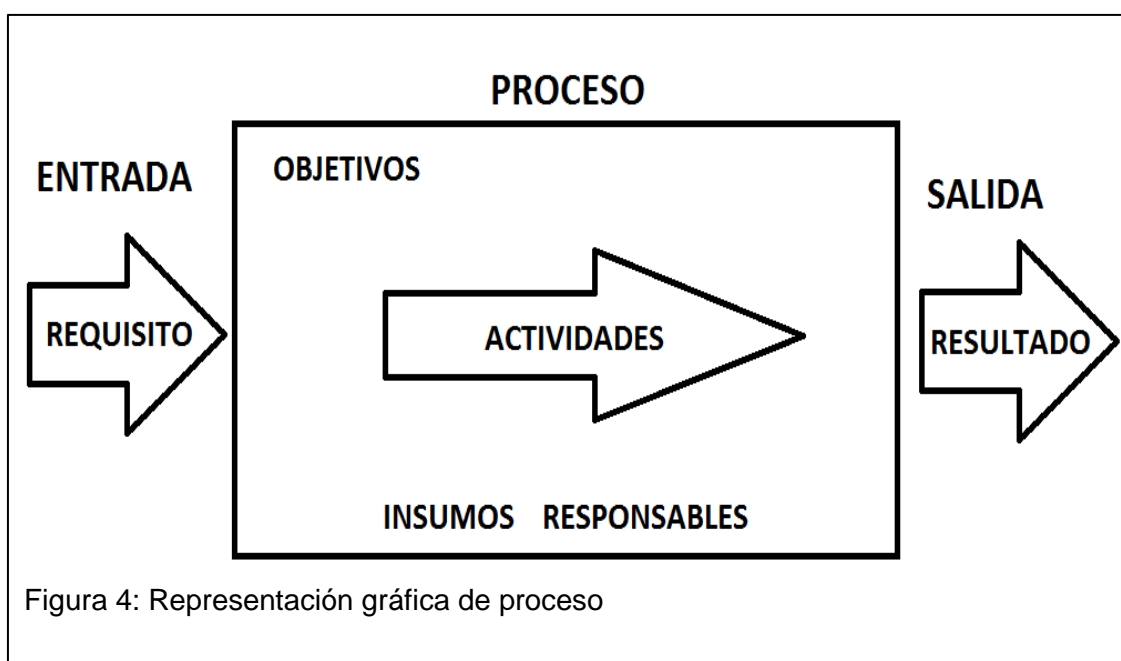 PROCESO
ENTRADA
OBJETIVOS
SALIDA
REQUISITO
ACTIVIDADES
RESULTADO
INSUMOS RESPONSABLES
Figura 4: Representación gráfica de proceso